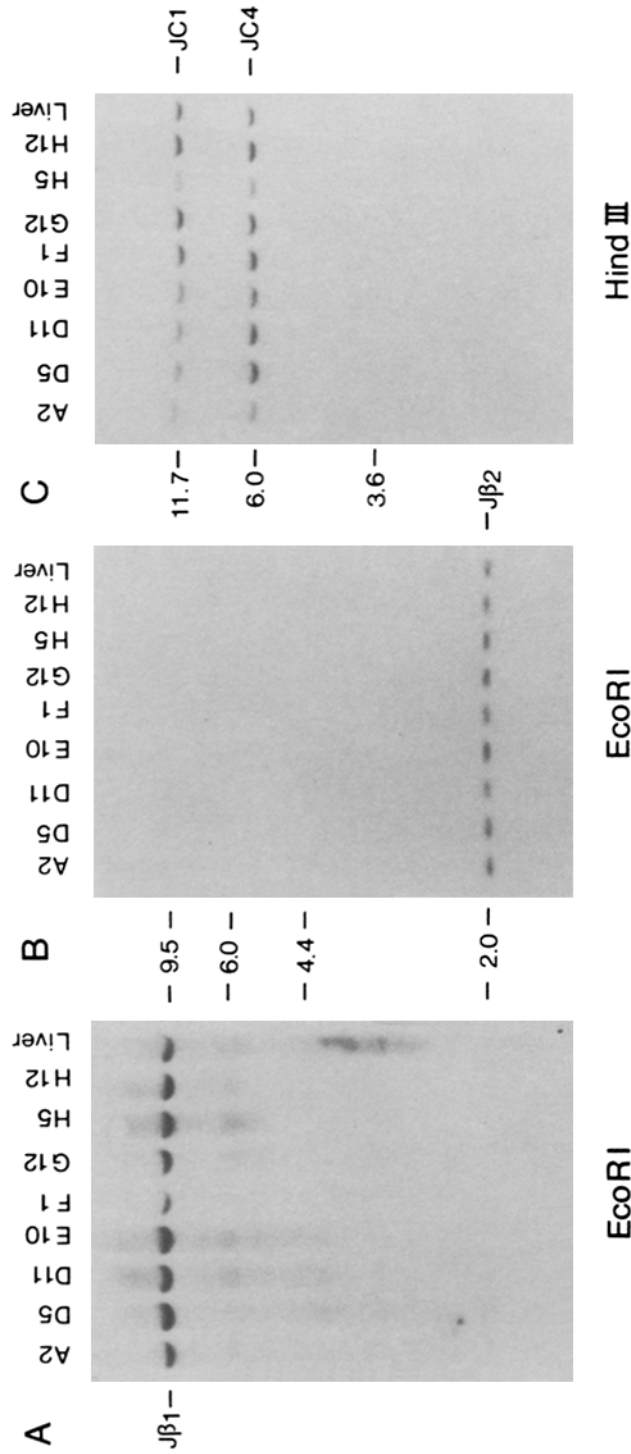 A
A2 D5 D11 E10 F1 G12 H5 H12 Liver
Jβ1 –
EcoRI
B
– 9.5 –
– 6.0 –
– 4.4 –
– 2.0 –
A2 D5 D11 E10 F1 G12 H5 H12 Liver
– Jβ2
EcoRI
C
11.7 –
6.0 –
3.6 –
A2 D5 D11 E10 F1 G12 H5 H12 Liver
– JC1
– JC4
Hind III